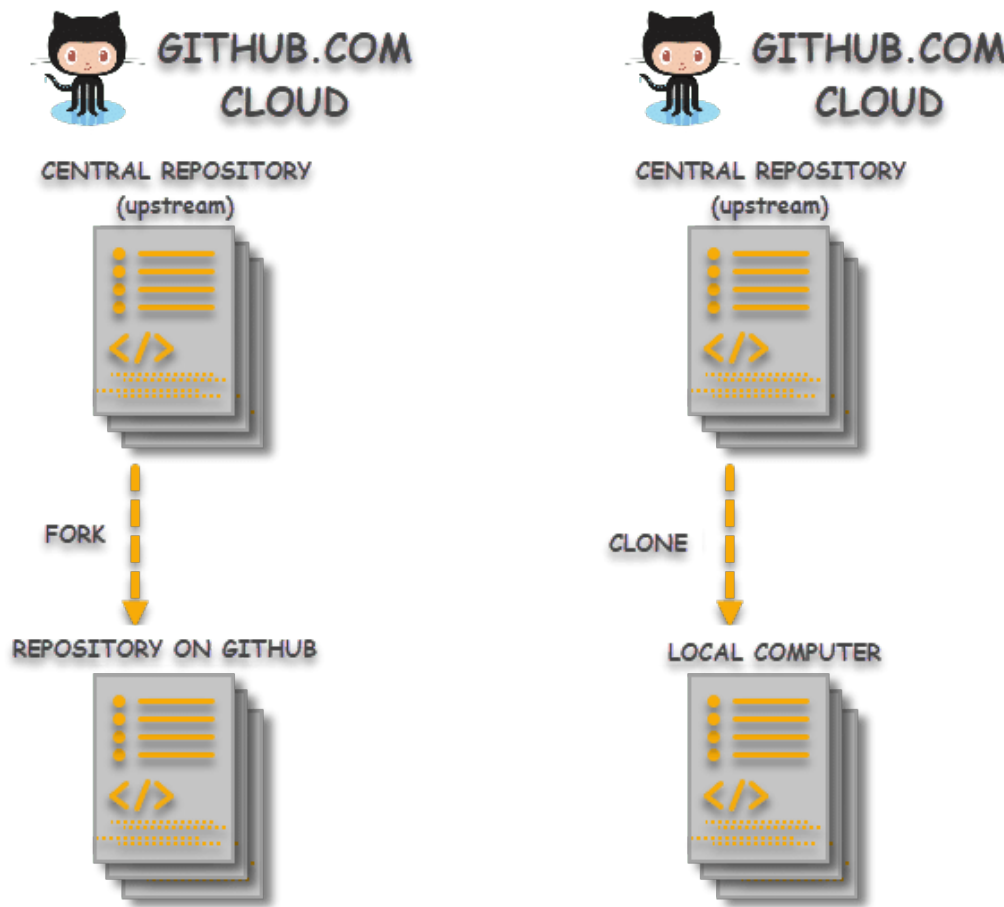 GITHUB.COM
CLOUD
CENTRAL REPOSITORY
(upstream)
</>
FORK
REPOSITORY ON GITHUB
</>
GITHUB.COM
CLOUD
CENTRAL REPOSITORY
(upstream)
</>
CLONE
LOCAL COMPUTER
</>